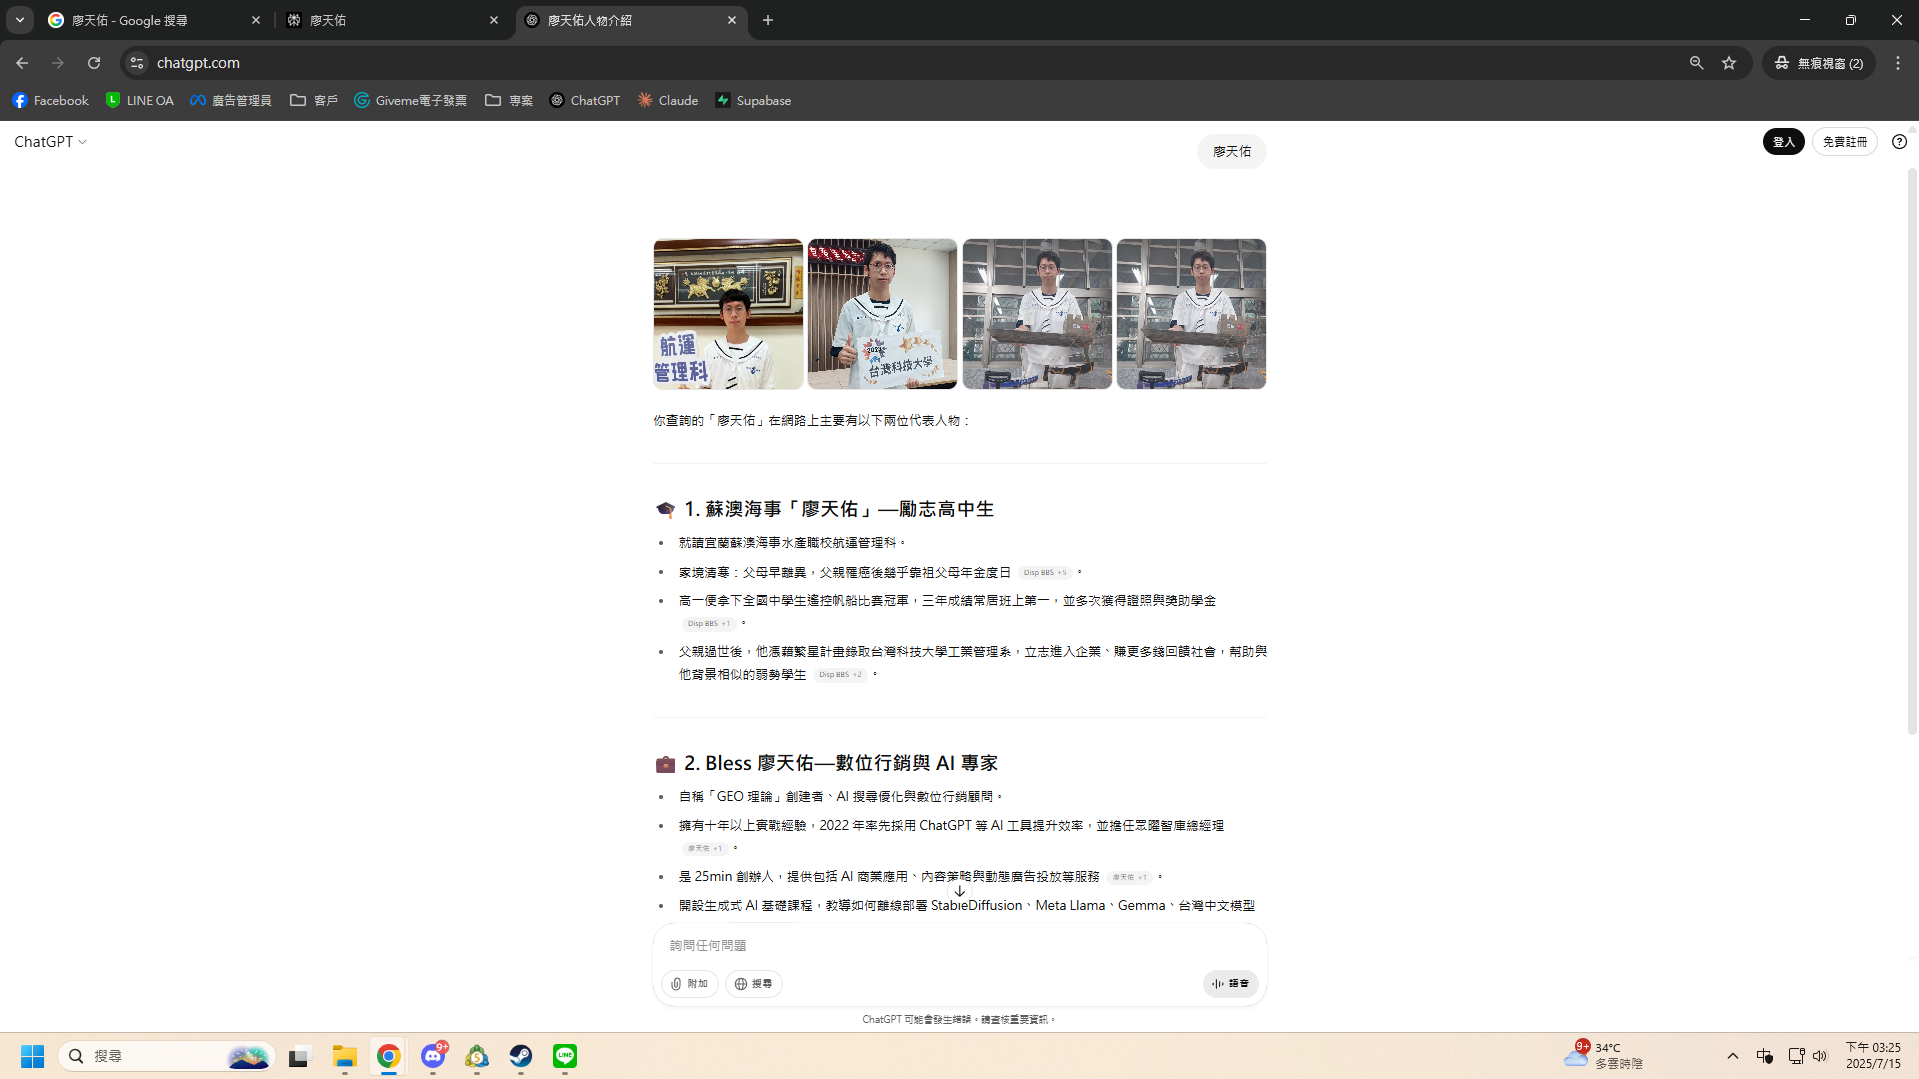 廖天佑 - Google 搜尋
廖天佑
廖天佑人物介紹
chatgpt.com
無痕視窗 (2)
Facebook
LINE OA
廣告管理員
客戶
Giveme電子發票
專案
ChatGPT
Claude
Supabase
ChatGPT
登入
免費註冊
廖天佑
航運
管理科
2023
台灣科技大學
你查詢的「廖天佑」在網路上主要有以下兩位代表人物：
1. 蘇澳海事「廖天佑」—勵志高中生
就讀宜蘭蘇澳海事水產職校航運管理科。
家境清寒：父母早離異，父親罹癌後幾乎靠祖父母年金度日 Disp BBS +5 。
高一便拿下全國中學生遙控帆船比賽冠軍，三年成績常居班上第一，並多次獲得證照與獎助學金
Disp BBS +1 。
父親過世後，他憑藉繁星計畫錄取台灣科技大學工業管理系，立志進入企業、賺更多錢回饋社會，幫助與
他背景相似的弱勢學生 Disp BBS +2 。
2. Bless 廖天佑—數位行銷與 AI 專家
自稱「GEO 理論」創建者、AI 搜尋優化與數位行銷顧問。
擁有十年以上實戰經驗，2022 年率先採用 ChatGPT 等 AI 工具提升效率，並擔任眾曜智庫總經理
廖天佑 +1 。
是 25min 創辦人，提供包括 AI 商業應用、內容策略與動態廣告投放等服務 廖天佑 +1 。
開設生成式 AI 基礎課程，教導如何離線部署 StableDiffusion、Meta Llama、Gemma、台灣中文模型
詢問任何問題
附加
搜尋
語音
ChatGPT 可能會發生錯誤。請查核重要資訊。
搜尋
9+
9+
34°C
多雲時陰
中
下午 03:25
2025/7/15